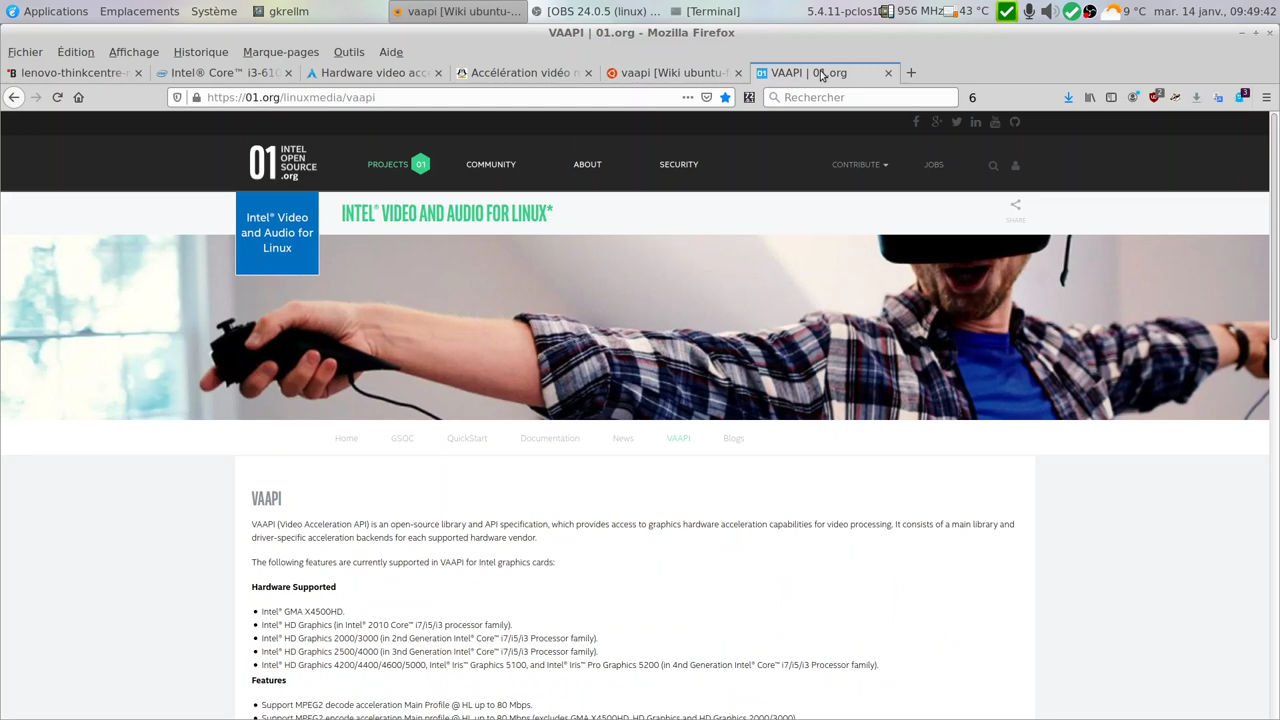 Applications Emplacements Système gkrellm vaapi [Wiki ubuntu-... [OBS 24.0.5 (linux) ... [Terminal] 5.4.11-pclos1 956 MHz 43 °C 9 °C mar. 14 janv., 09:49:42
VAAPI | 01.org - Mozilla Firefox
Fichier Édition Affichage Historique Marque-pages Outils Aide
lenovo-thinkcentre-m Intel® Core™ i3-610 Hardware video acce Accélération vidéo m vaapi [Wiki ubuntu-f VAAPI | 01.org
https://01.org/linuxmedia/vaapi Rechercher 6 2 3
01 INTEL OPEN SOURCE .org PROJECTS 01 COMMUNITY ABOUT SECURITY CONTRIBUTE JOBS
Intel® Video and Audio for Linux
INTEL® VIDEO AND AUDIO FOR LINUX*
SHARE
Home GSOC QuickStart Documentation News VAAPI Blogs
VAAPI
VAAPI (Video Acceleration API) is an open-source library and API specification, which provides access to graphics hardware acceleration capabilities for video processing. It consists of a main library and
driver-specific acceleration backends for each supported hardware vendor.
The following features are currently supported in VAAPI for Intel graphics cards:
Hardware Supported
• Intel® GMA X4500HD.
• Intel® HD Graphics (in Intel® 2010 Core™ i7/i5/i3 processor family).
• Intel® HD Graphics 2000/3000 (in 2nd Generation Intel® Core™ i7/i5/i3 Processor family).
• Intel® HD Graphics 2500/4000 (in 3nd Generation Intel® Core™ i7/i5/i3 Processor family).
• Intel® HD Graphics 4200/4400/4600/5000, Intel® Iris™ Graphics 5100, and Intel® Iris™ Pro Graphics 5200 (in 4nd Generation Intel® Core™ i7/i5/i3 Processor family).
Features
• Support MPEG2 decode acceleration Main Profile @ HL up to 80 Mbps.
• Support MPEG2 encode acceleration Main profile @ HL up to 80 Mbps (excludes GMA X4500HD, HD Graphics and HD Graphics 2000/3000)